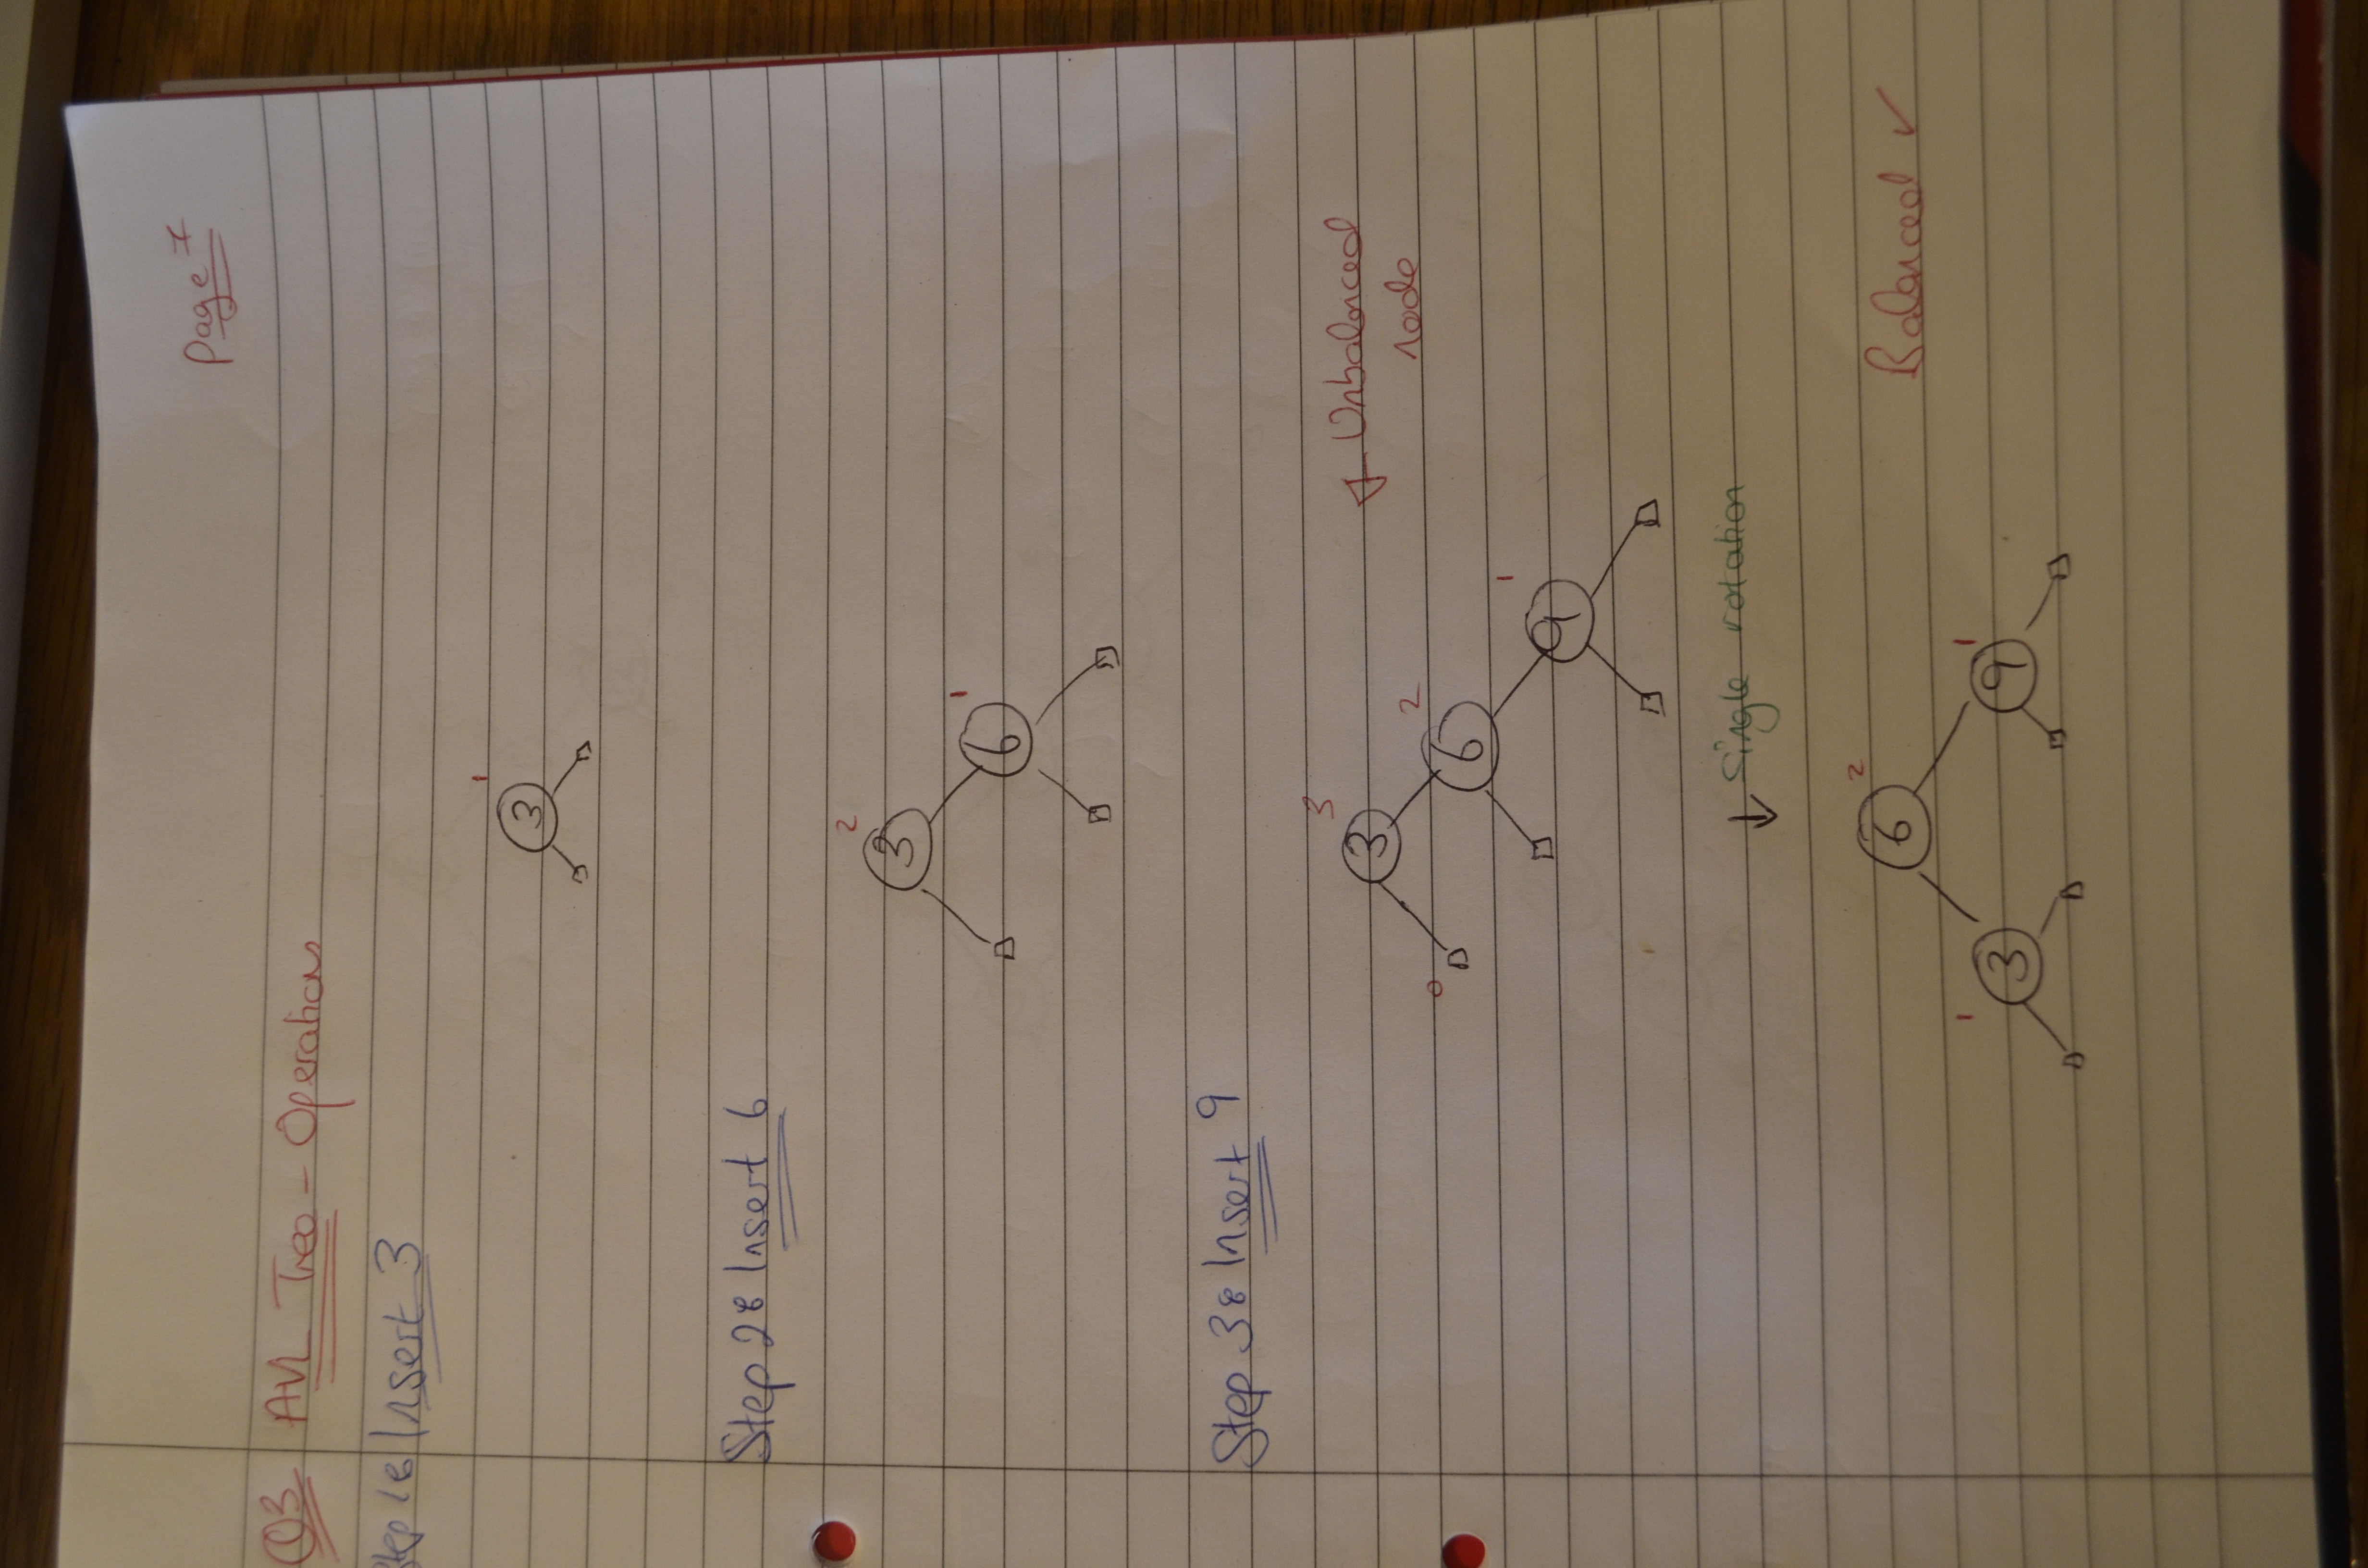 Page 7
Q3 AVL Tree - Operations
Step 1: Insert 3
1
3
Step 2: Insert 6
2
3
1
6
Step 3: Insert 9
3
3
← Unbalanced
node
0
2
6
1
9
↓ Single rotation
2
6
Balanced ✓
1
1
3
9